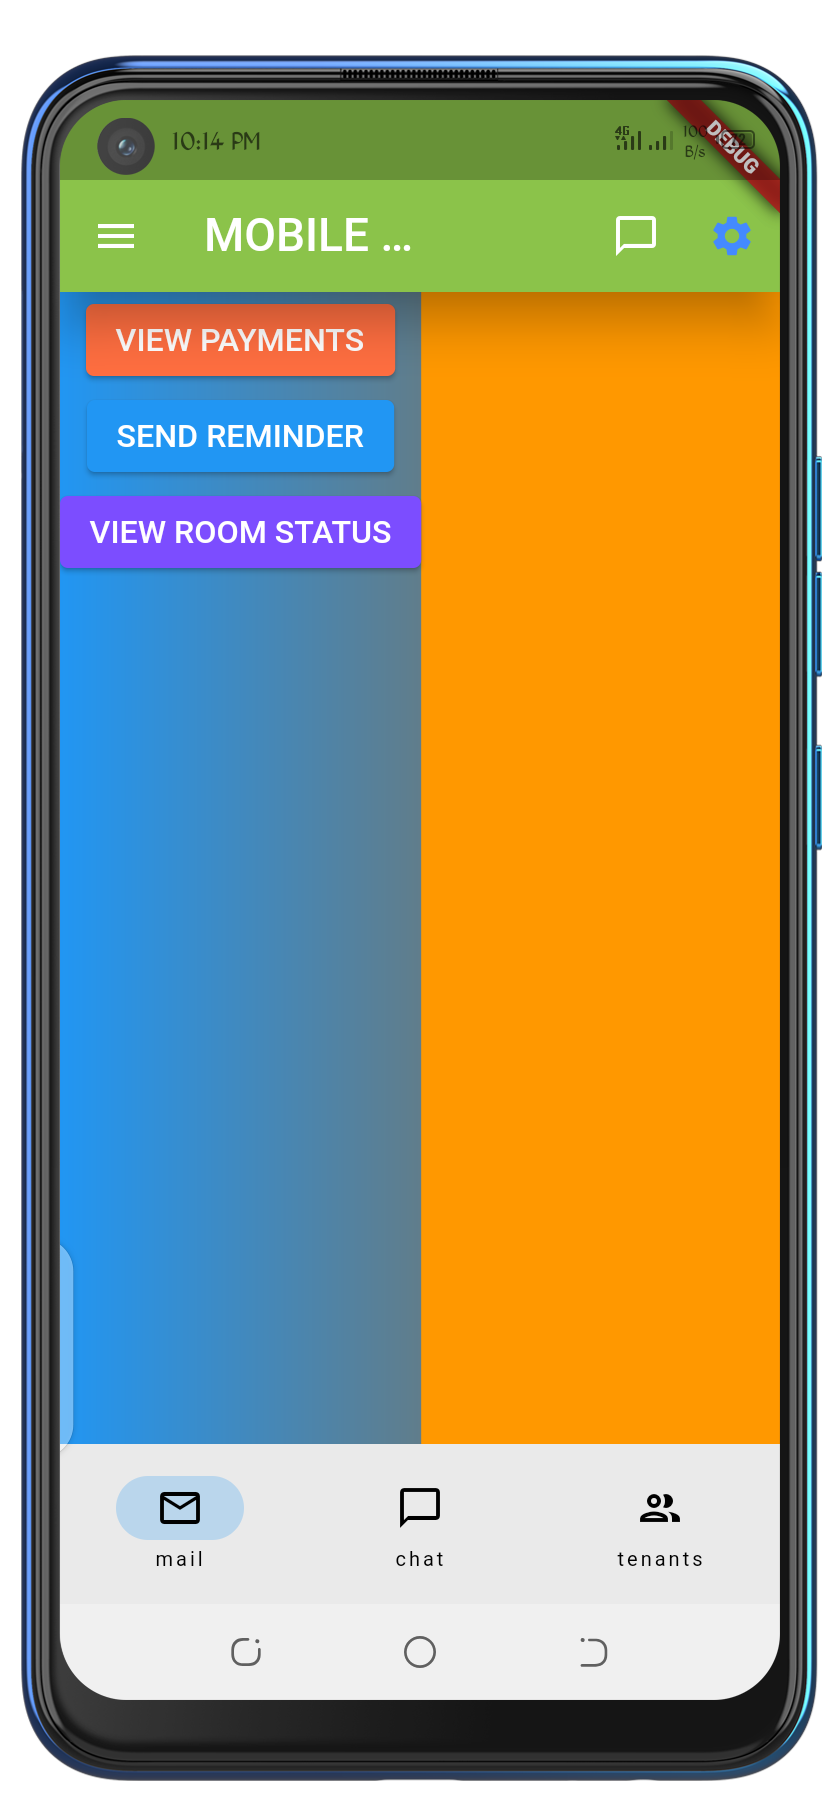 10:14 PM
4G
B/s
DEBUG
MOBILE ...
VIEW PAYMENTS
SEND REMINDER
VIEW ROOM STATUS
mail
chat
tenants